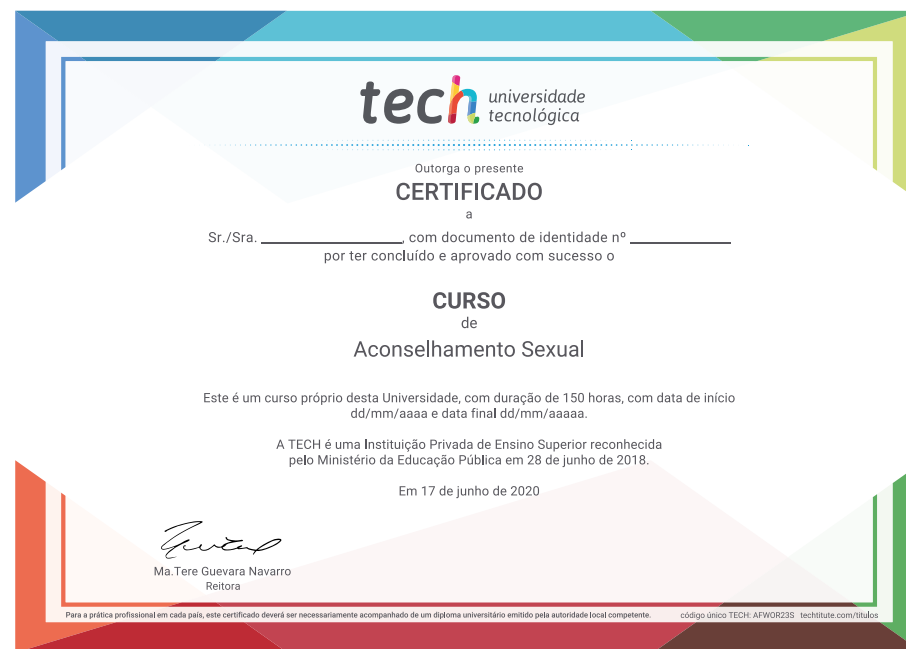 tech universidade
tecnológica
Outorga o presente
CERTIFICADO
a
Sr./Sra. , com documento de identidade nº
por ter concluído e aprovado com sucesso o
CURSO
de
Aconselhamento Sexual
Este é um curso próprio desta Universidade, com duração de 150 horas, com data de início
dd/mm/aaaa e data final dd/mm/aaaaa.
A TECH é uma Instituição Privada de Ensino Superior reconhecida
pelo Ministério da Educação Pública em 28 de junho de 2018.
Em 17 de junho de 2020
Ma.Tere Guevara Navarro
Reitora
Para a prática profissional em cada país, este certificado deverá ser necessariamente acompanhado de um diploma universitário emitido pela autoridade local competente. código único TECH: AFWOR23S techtitute.com/titulos